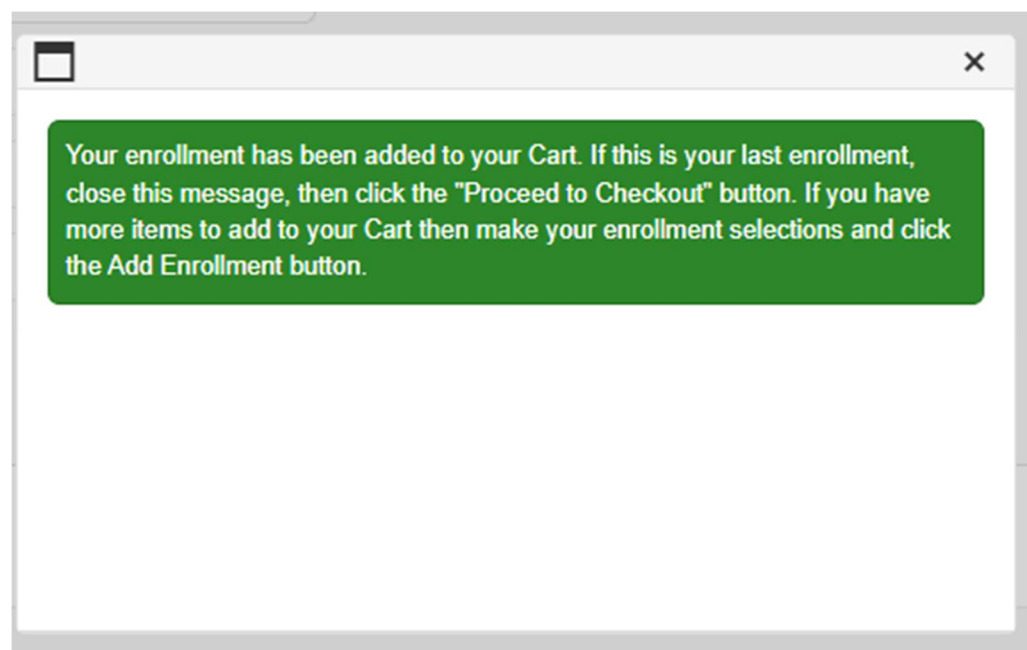 Your enrollment has been added to your Cart. If this is your last enrollment,
close this message, then click the "Proceed to Checkout" button. If you have
more items to add to your Cart then make your enrollment selections and click
the Add Enrollment button.